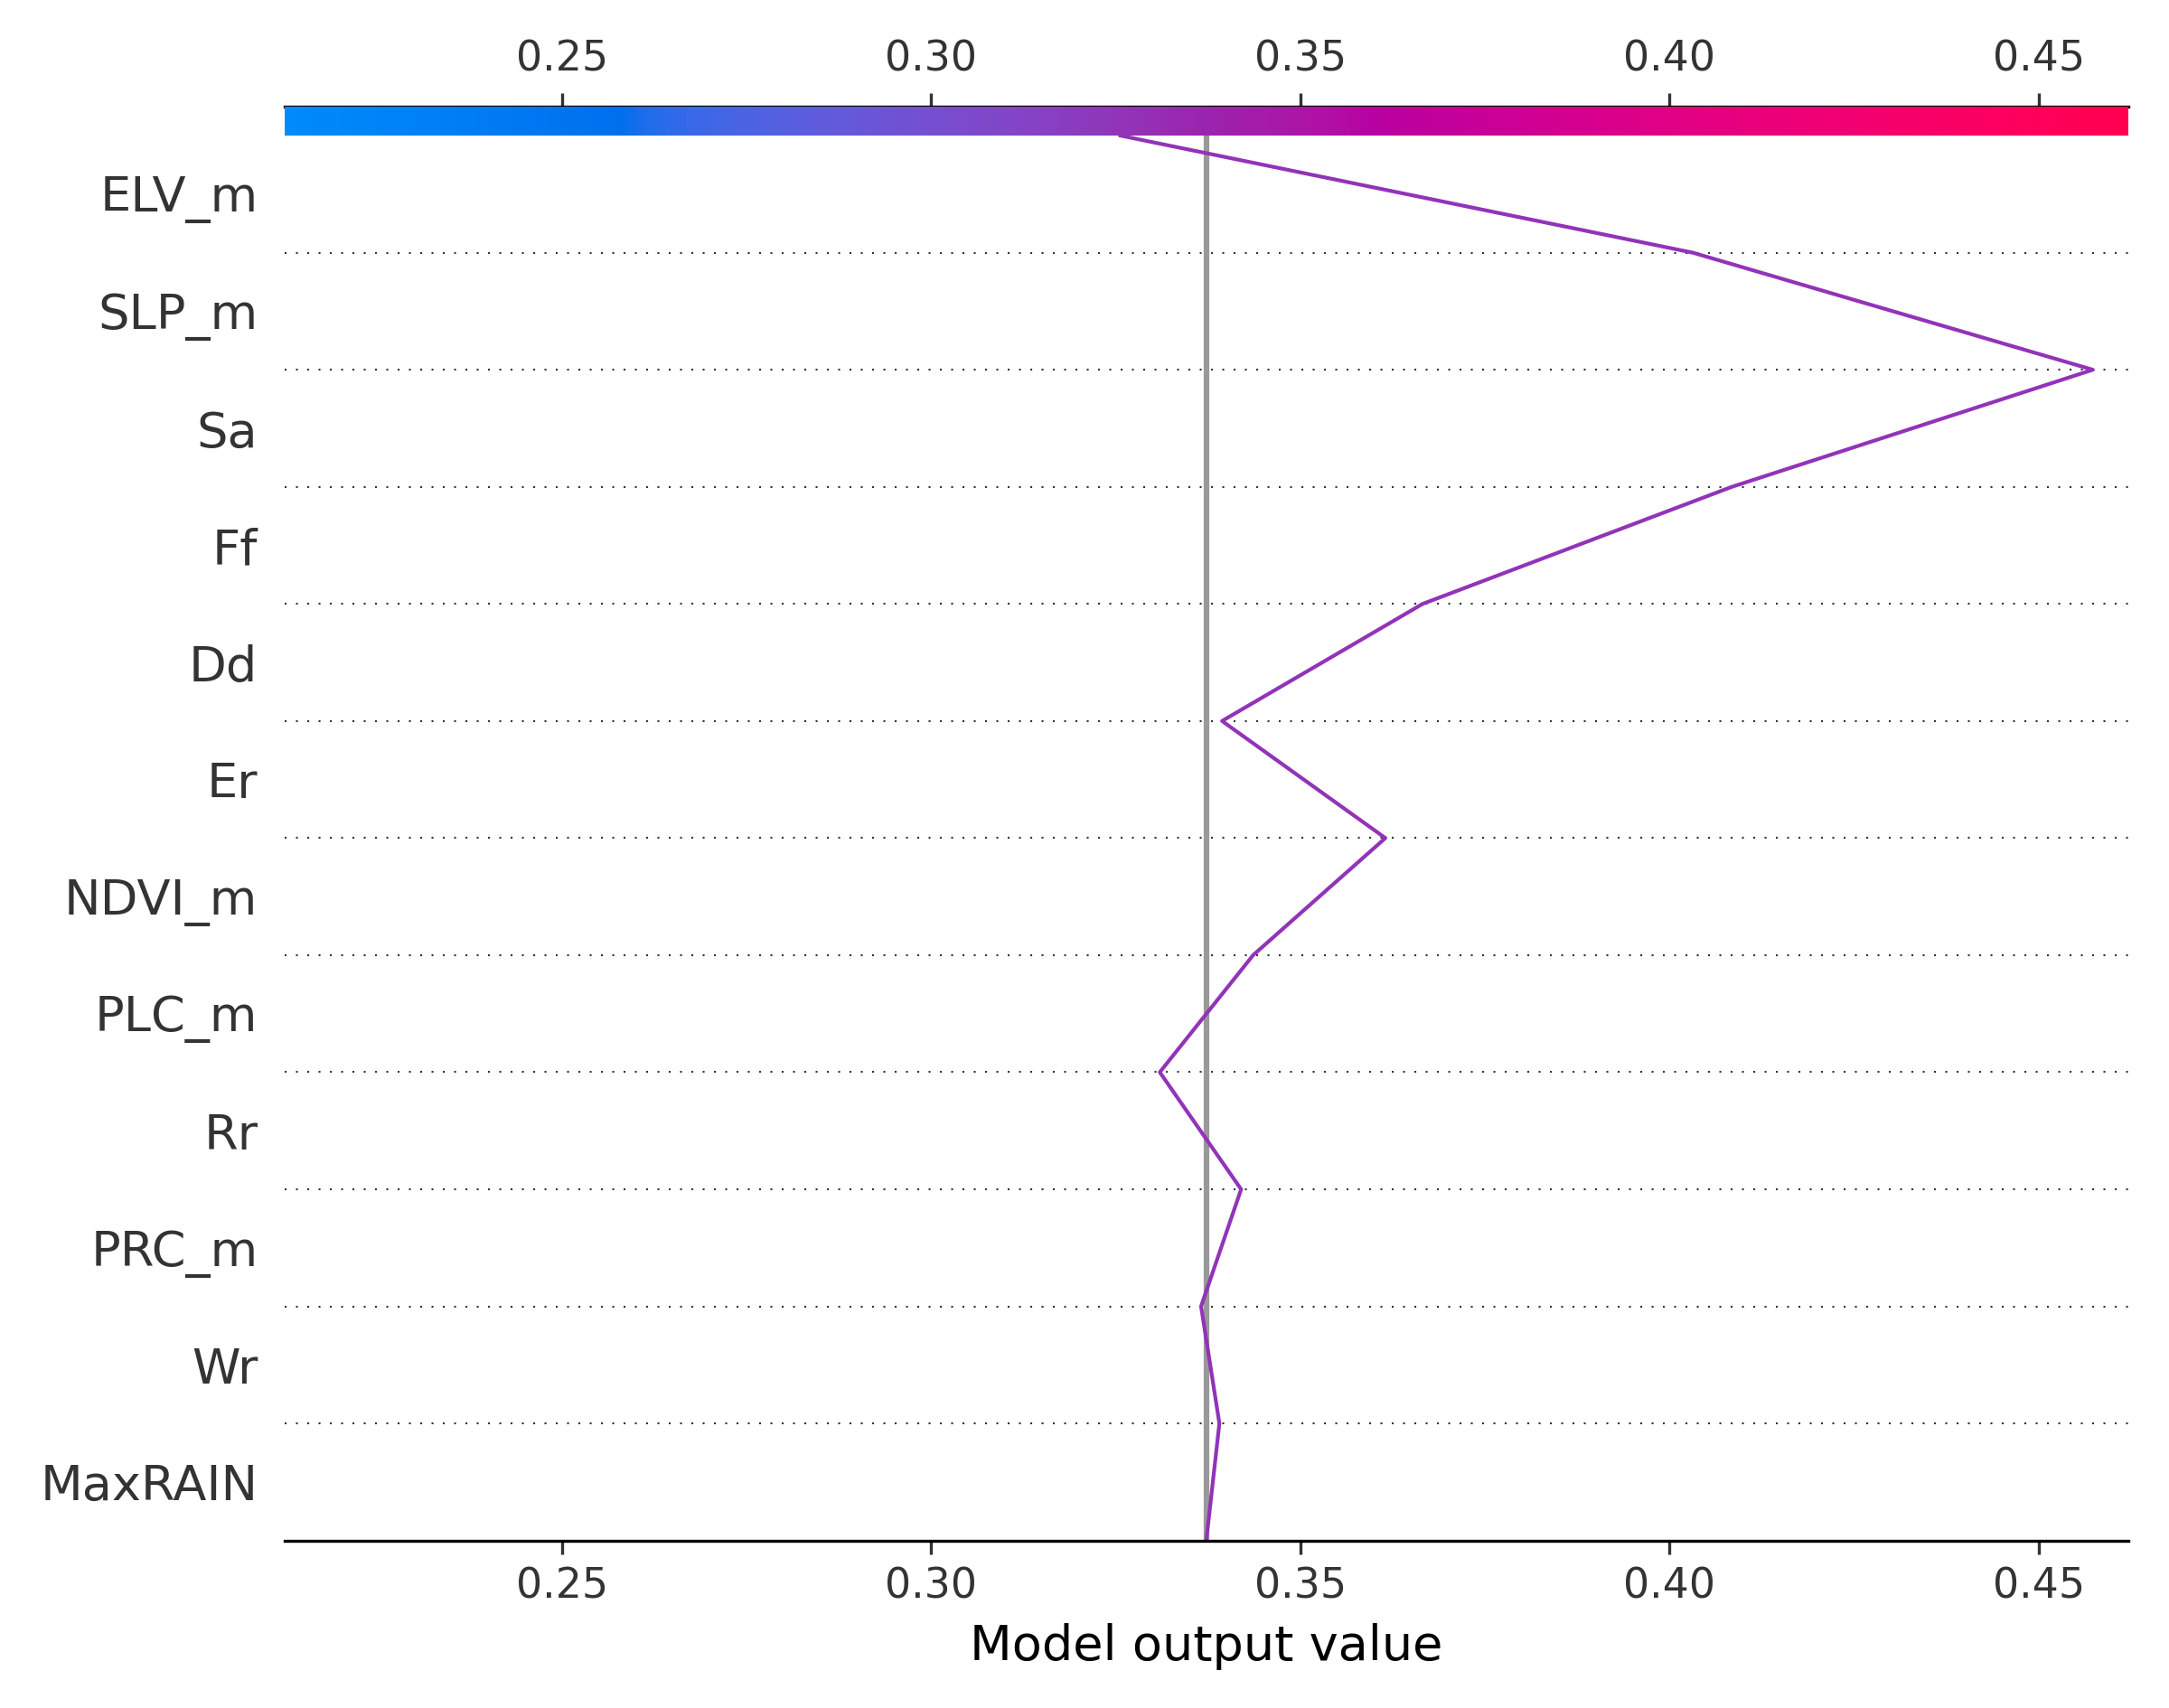 0.25 0.30 0.35 0.40 0.45
ELV_m
SLP_m
Sa
Ff
Dd
Er
NDVI_m
PLC_m
Rr
PRC_m
Wr
MaxRAIN
0.25 0.30 0.35 0.40 0.45
Model output value